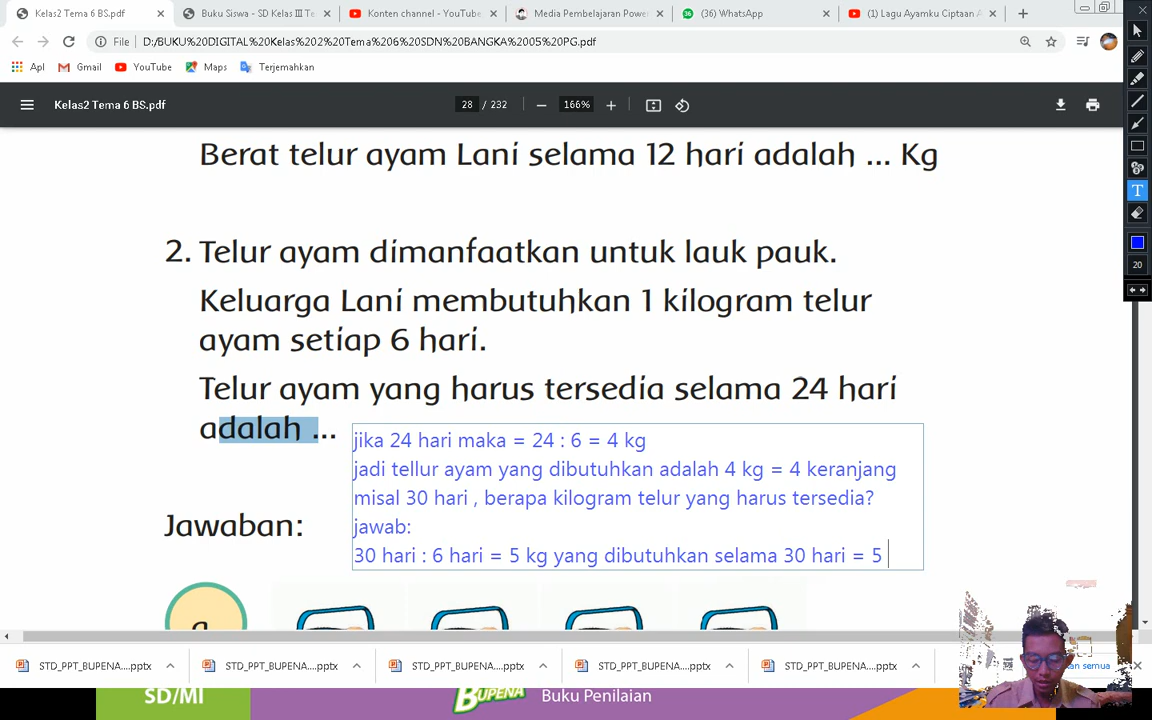 Kelas2 Tema 6 BS.pdf
Buku Siswa - SD Kelas III Te
Konten channel - YouTube
Media Pembelajaran Power
(36) WhatsApp
(1) Lagu Ayamku Ciptaan A
File
D:/BUKU%20DIGITAL%20Kelas%202%20Tema%206%20SDN%20BANGKA%2005%20PG.pdf
Apl
Gmail
YouTube
Maps
Terjemahkan
Kelas2 Tema 6 BS.pdf
28 / 232
166%
Berat telur ayam Lani selama 12 hari adalah ... Kg
2. Telur ayam dimanfaatkan untuk lauk pauk.
Keluarga Lani membutuhkan 1 kilogram telur
ayam setiap 6 hari.
Telur ayam yang harus tersedia selama 24 hari
adalah ...
jika 24 hari maka = 24 : 6 = 4 kg
jadi tellur ayam yang dibutuhkan adalah 4 kg = 4 keranjang
misal 30 hari , berapa kilogram telur yang harus tersedia?
jawab:
30 hari : 6 hari = 5 kg yang dibutuhkan selama 30 hari = 5
Jawaban:
20
STD_PPT_BUPENA....pptx
STD_PPT_BUPENA....pptx
STD_PPT_BUPENA....pptx
STD_PPT_BUPENA....pptx
STD_PPT_BUPENA....pptx
semua
SD/MI
BUPENA
Buku Penilaian